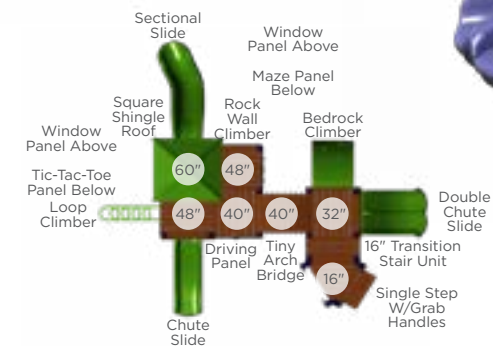 Sectional
Slide
Window
Panel Above
Maze Panel
Below
Square
Shingle
Roof
Rock
Wall
Climber
Bedrock
Climber
Window
Panel Above
Tic-Tac-Toe
Panel Below
Loop
Climber
60"
48"
48"
40"
40"
32"
Double
Chute
Slide
Driving
Panel
Tiny
Arch
Bridge
16" Transition
Stair Unit
16"
Single Step
W/Grab
Handles
Chute
Slide